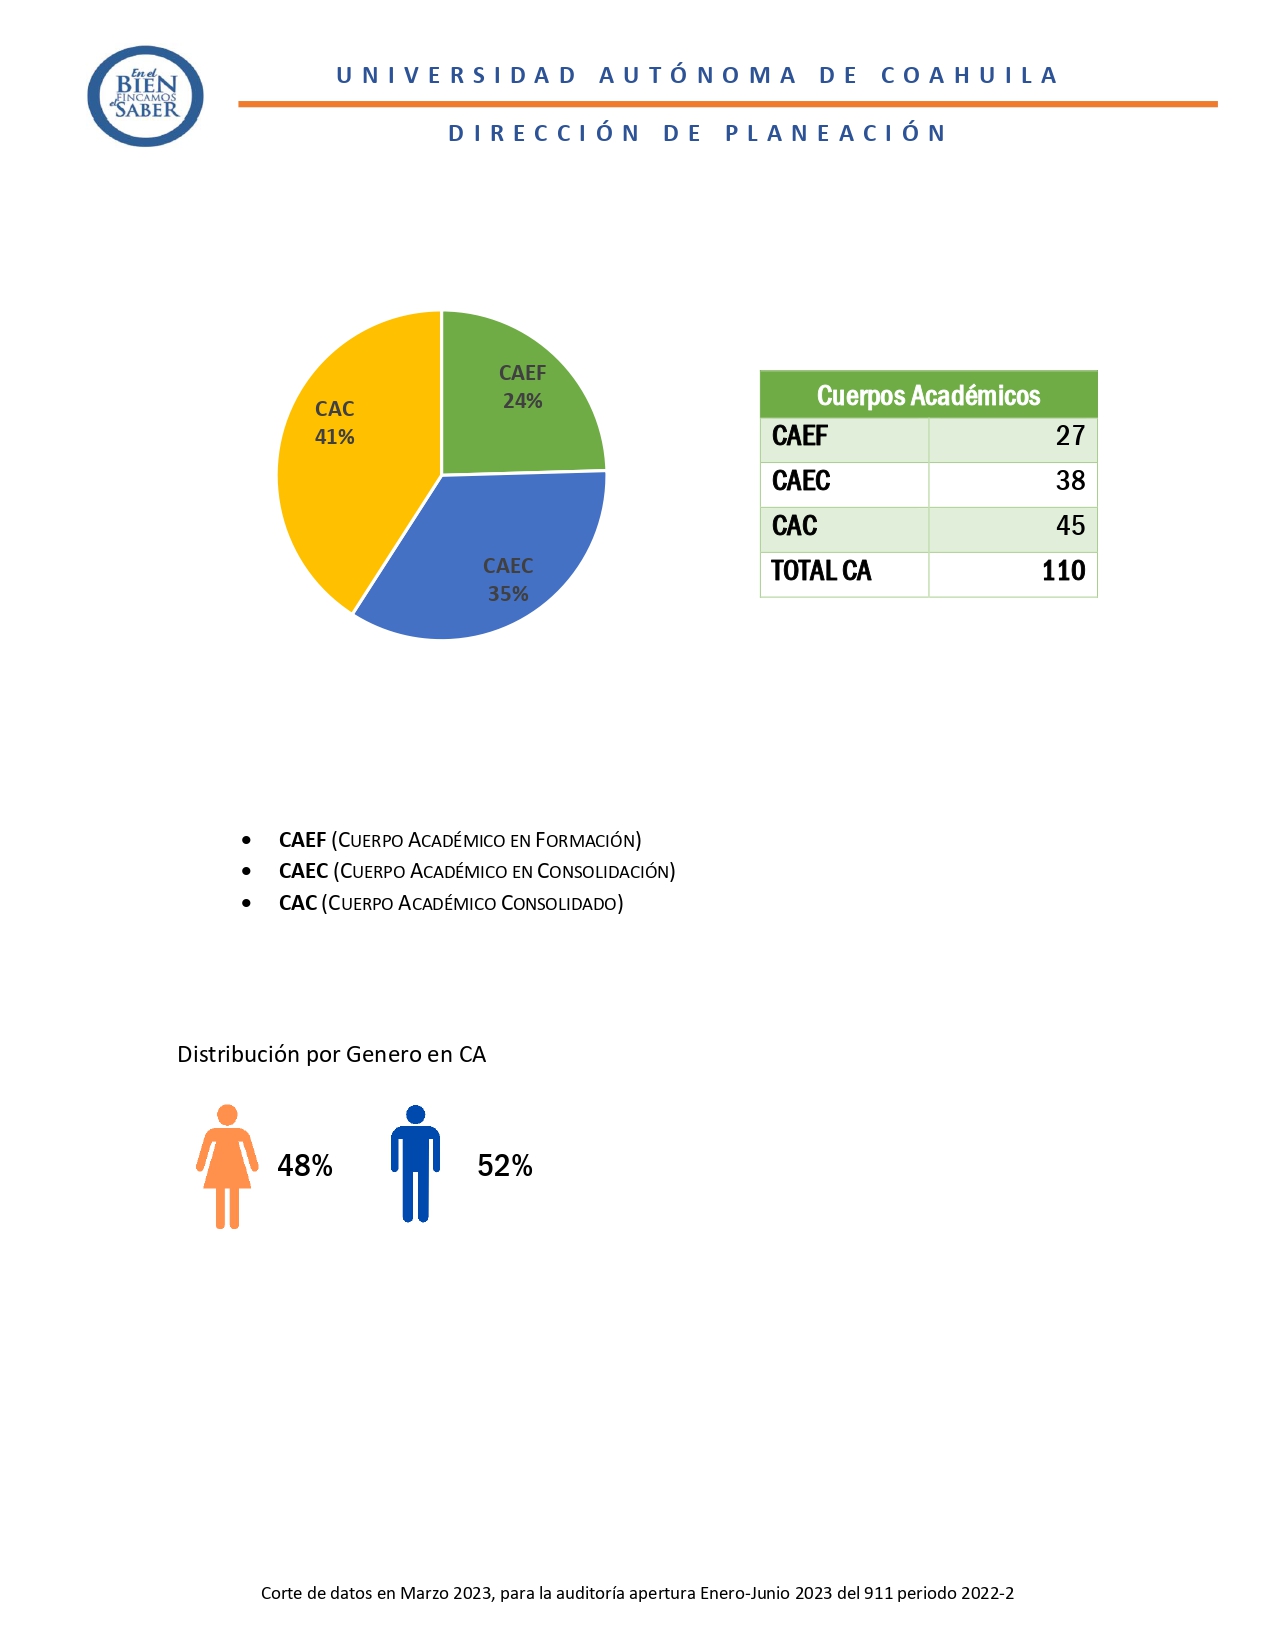 En el
BIEN
FINCAMOS
el SABER
UNIVERSIDAD AUTÓNOMA DE COAHUILA
DIRECCIÓN DE PLANEACIÓN
CAEF
24%
CAC
41%
CAEC
35%
Cuerpos Académicos
CAEF 27
CAEC 38
CAC 45
TOTAL CA 110
• CAEF (CUERPO ACADÉMICO EN FORMACIÓN)
• CAEC (CUERPO ACADÉMICO EN CONSOLIDACIÓN)
• CAC (CUERPO ACADÉMICO CONSOLIDADO)
Distribución por Genero en CA
48% 52%
Corte de datos en Marzo 2023, para la auditoría apertura Enero-Junio 2023 del 911 periodo 2022-2